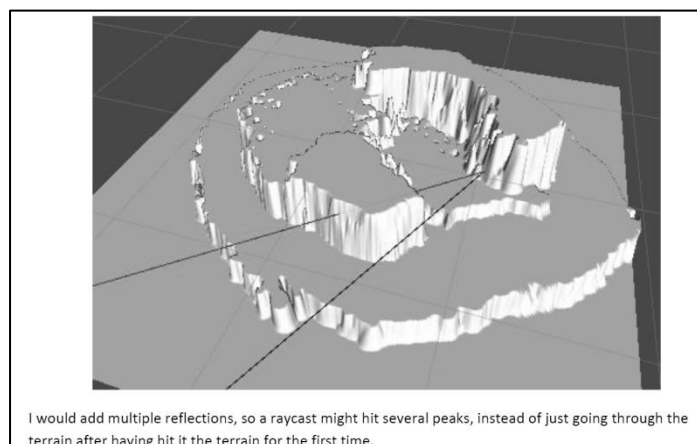 I would add multiple reflections, so a raycast might hit several peaks, instead of just going through the
terrain after having hit it the terrain for the first time.